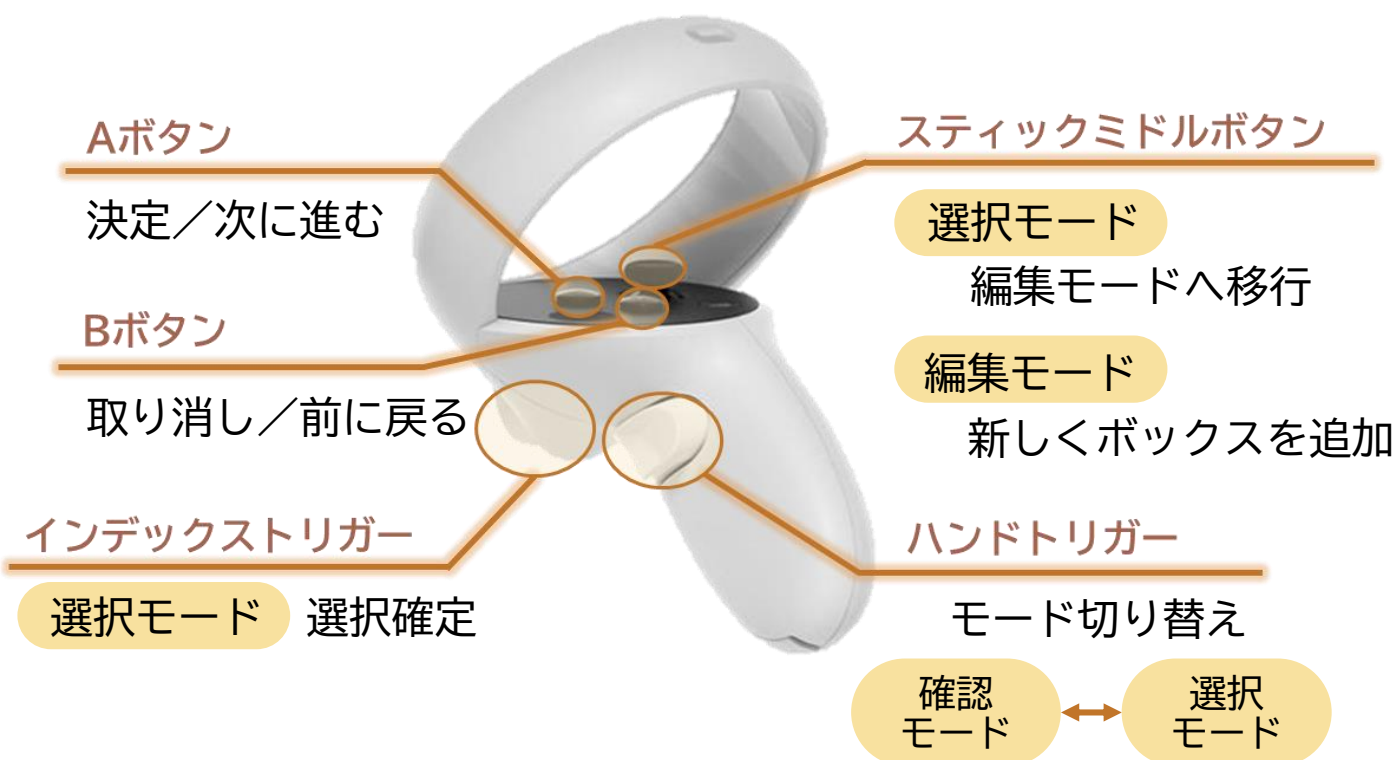 Aボタン
決定／次に進む
Bボタン
取り消し／前に戻る
インデックストリガー
選択モード 選択確定
スティックミドルボタン
選択モード
編集モードへ移行
編集モード
新しくボックスを追加
ハンドトリガー
モード切り替え
確認
モード
選択
モード